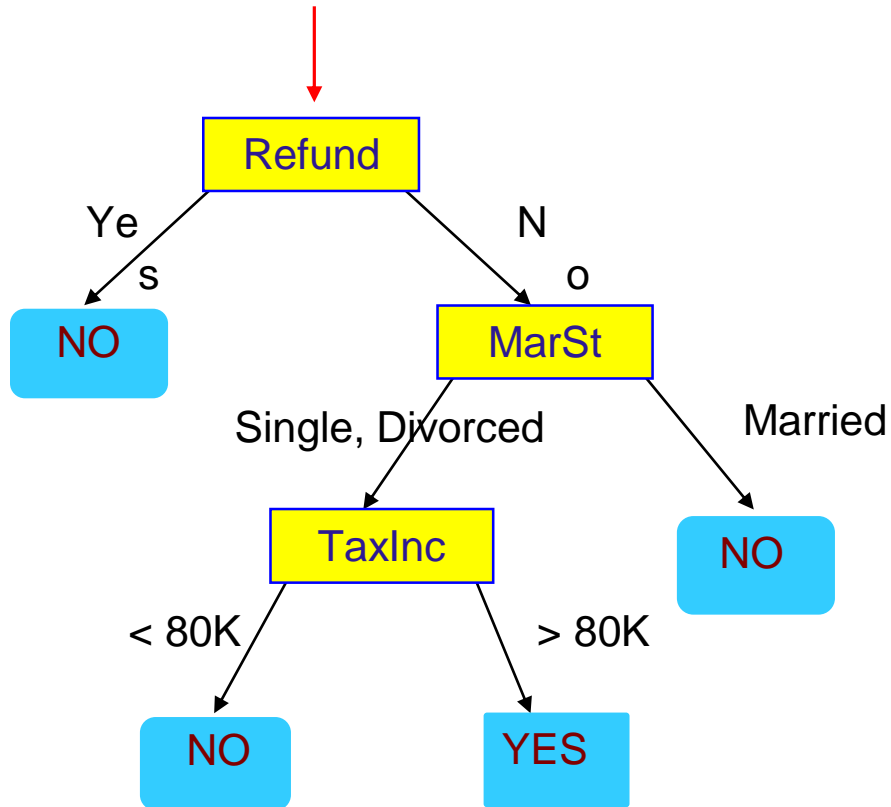 Refund
Ye
s
N
o
NO
MarSt
Single, Divorced
Married
TaxInc
NO
< 80K
> 80K
NO
YES